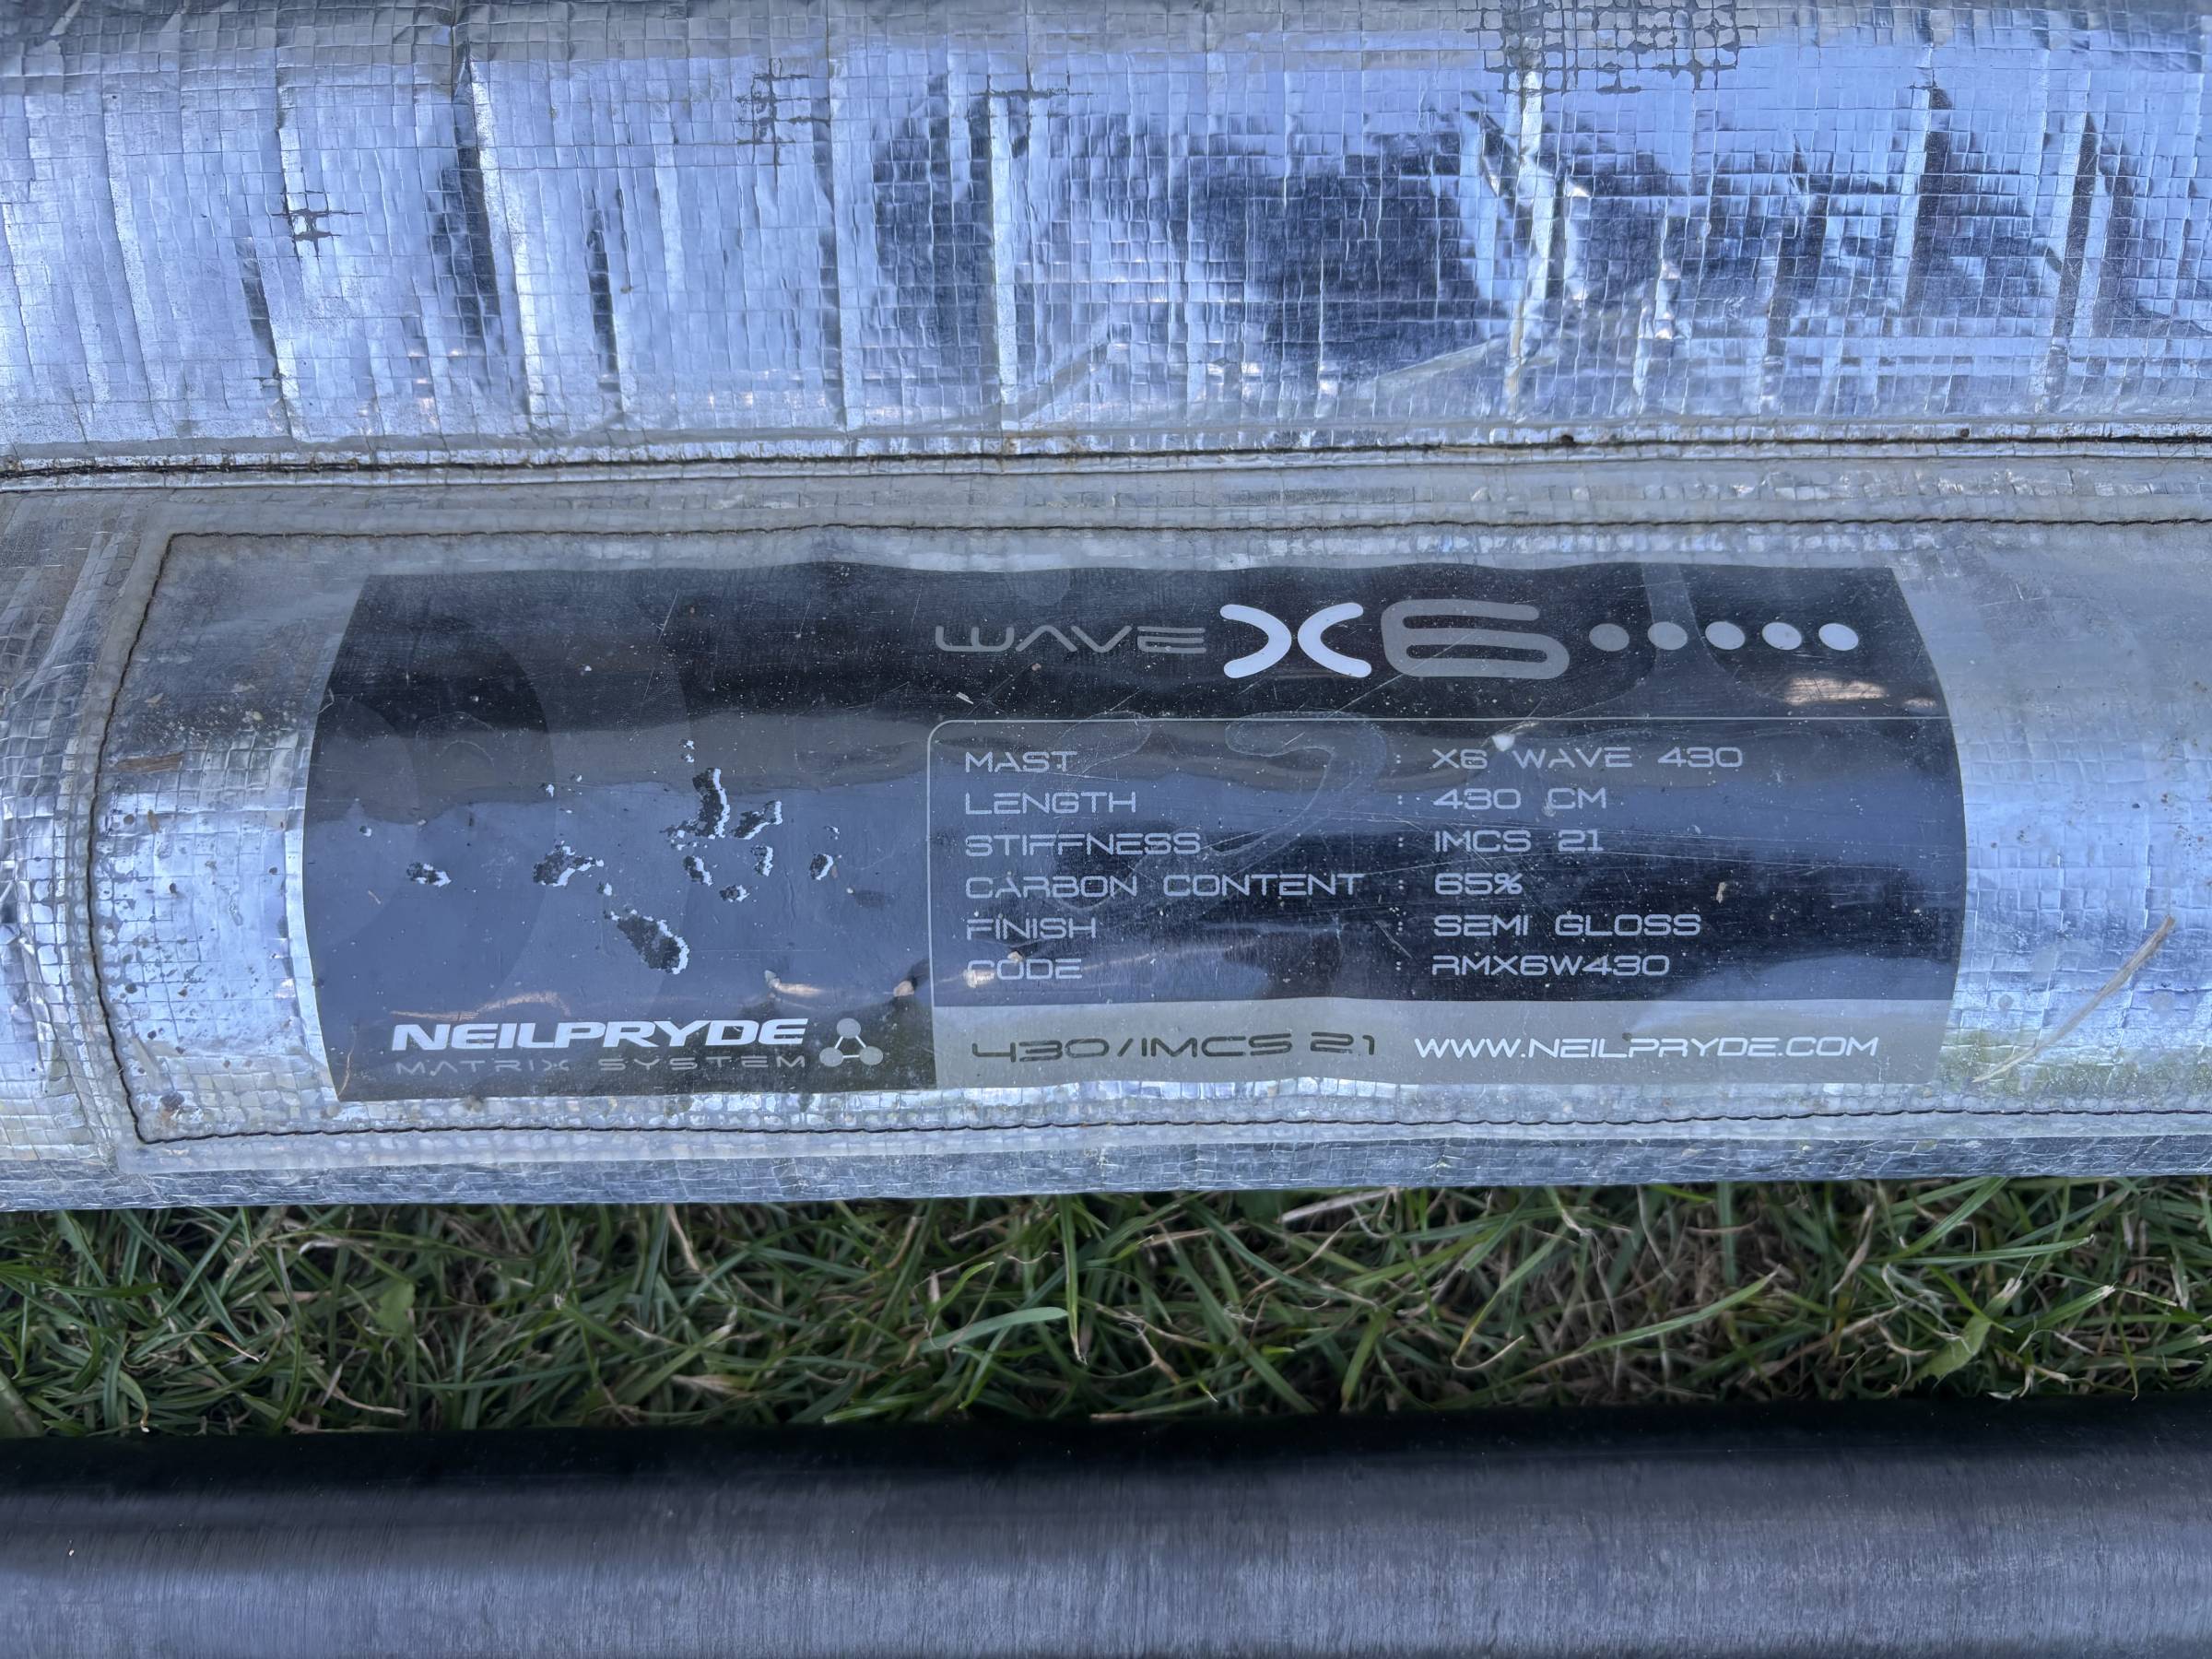 WAVE X6
MAST : X6 WAVE 430
LENGTH : 430 CM
STIFFNESS : IMCS 21
CARBON CONTENT : 65%
FINISH : SEMI GLOSS
CODE : RMX6W430
NEILPRYDE
MATRIX SYSTEM
430/IMCS 21 WWW.NEILPRYDE.COM